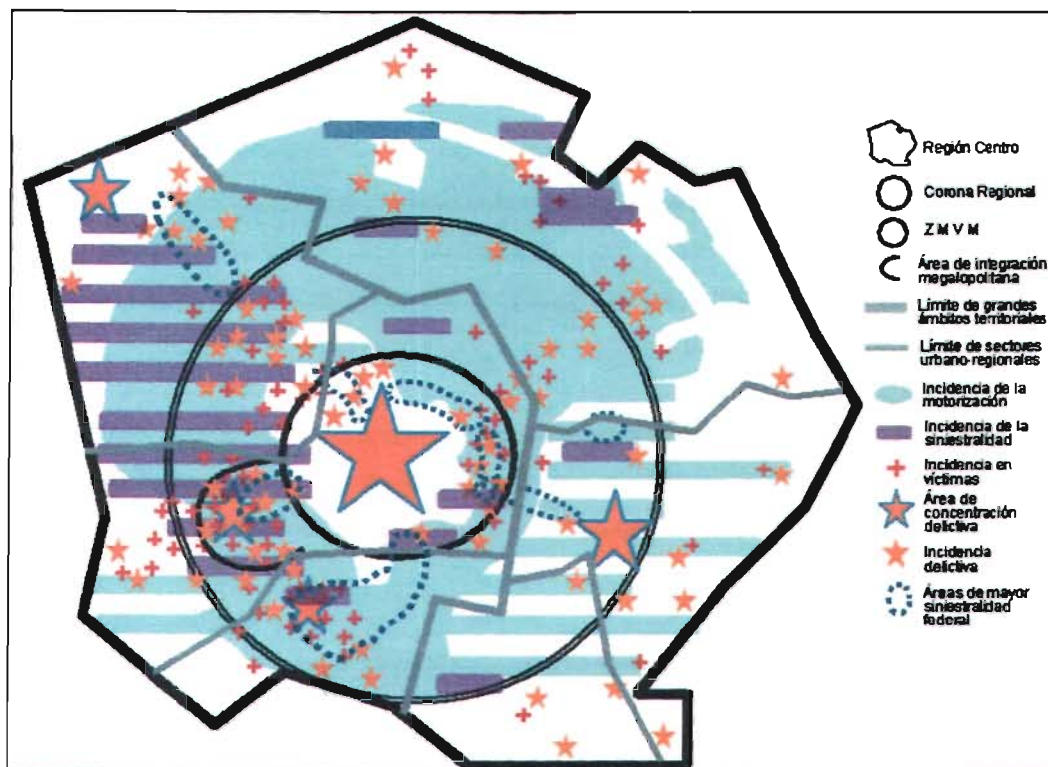 Región Centro
Corona Regional
Z M V M
Área de integración
megalopolitana
Límite de grandes
ámbitos territoriales
Límite de sectores
urbano-regionales
Incidencia de la
motorización
Incidencia de la
siniestralidad
Incidencia en
víctimas
Área de
concentración
delictiva
Incidencia
delictiva
Áreas de mayor
siniestralidad
federal